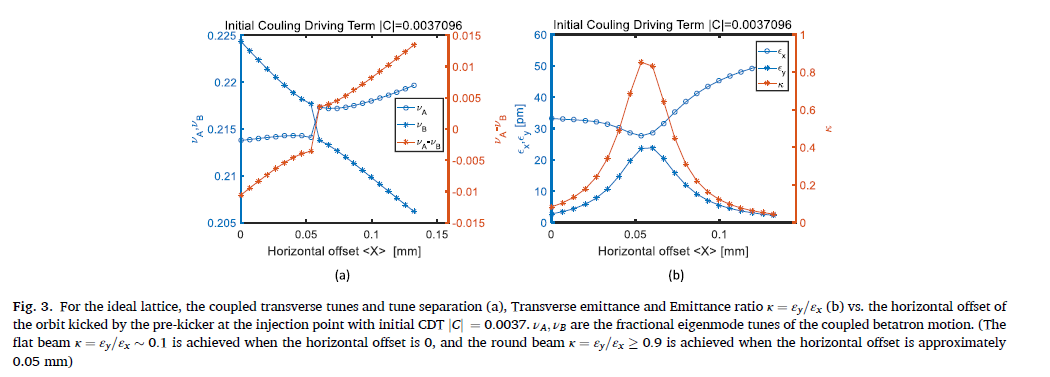 Initial Couling Driving Term |C|=0.0037096
0.225
0.22
0.215
0.21
0.205
ν_A,ν_B
0.015
0.01
0.005
0
-0.005
-0.01
-0.015
ν_A-ν_B
ν_A
ν_B
ν_A-ν_B
0
0.05
0.1
0.15
Horizontal offset <X> [mm]
(a)
Initial Couling Driving Term |C|=0.0037096
60
50
40
30
20
10
0
ϵ_x,ϵ_y [pm]
1
0.8
0.6
0.4
0.2
0
κ
ϵ_x
ϵ_y
κ
0
0.05
0.1
Horizontal offset <X> [mm]
(b)
Fig. 3. For the ideal lattice, the coupled transverse tunes and tune separation (a), Transverse emittance and Emittance ratio κ = ε_y/ε_x (b) vs. the horizontal offset of
the orbit kicked by the pre-kicker at the injection point with initial CDT |C| = 0.0037. ν_A, ν_B are the fractional eigenmode tunes of the coupled betatron motion. (The
flat beam κ = ε_y/ε_x ~ 0.1 is achieved when the horizontal offset is 0, and the round beam κ = ε_y/ε_x ≥ 0.9 is achieved when the horizontal offset is approximately
0.05 mm)